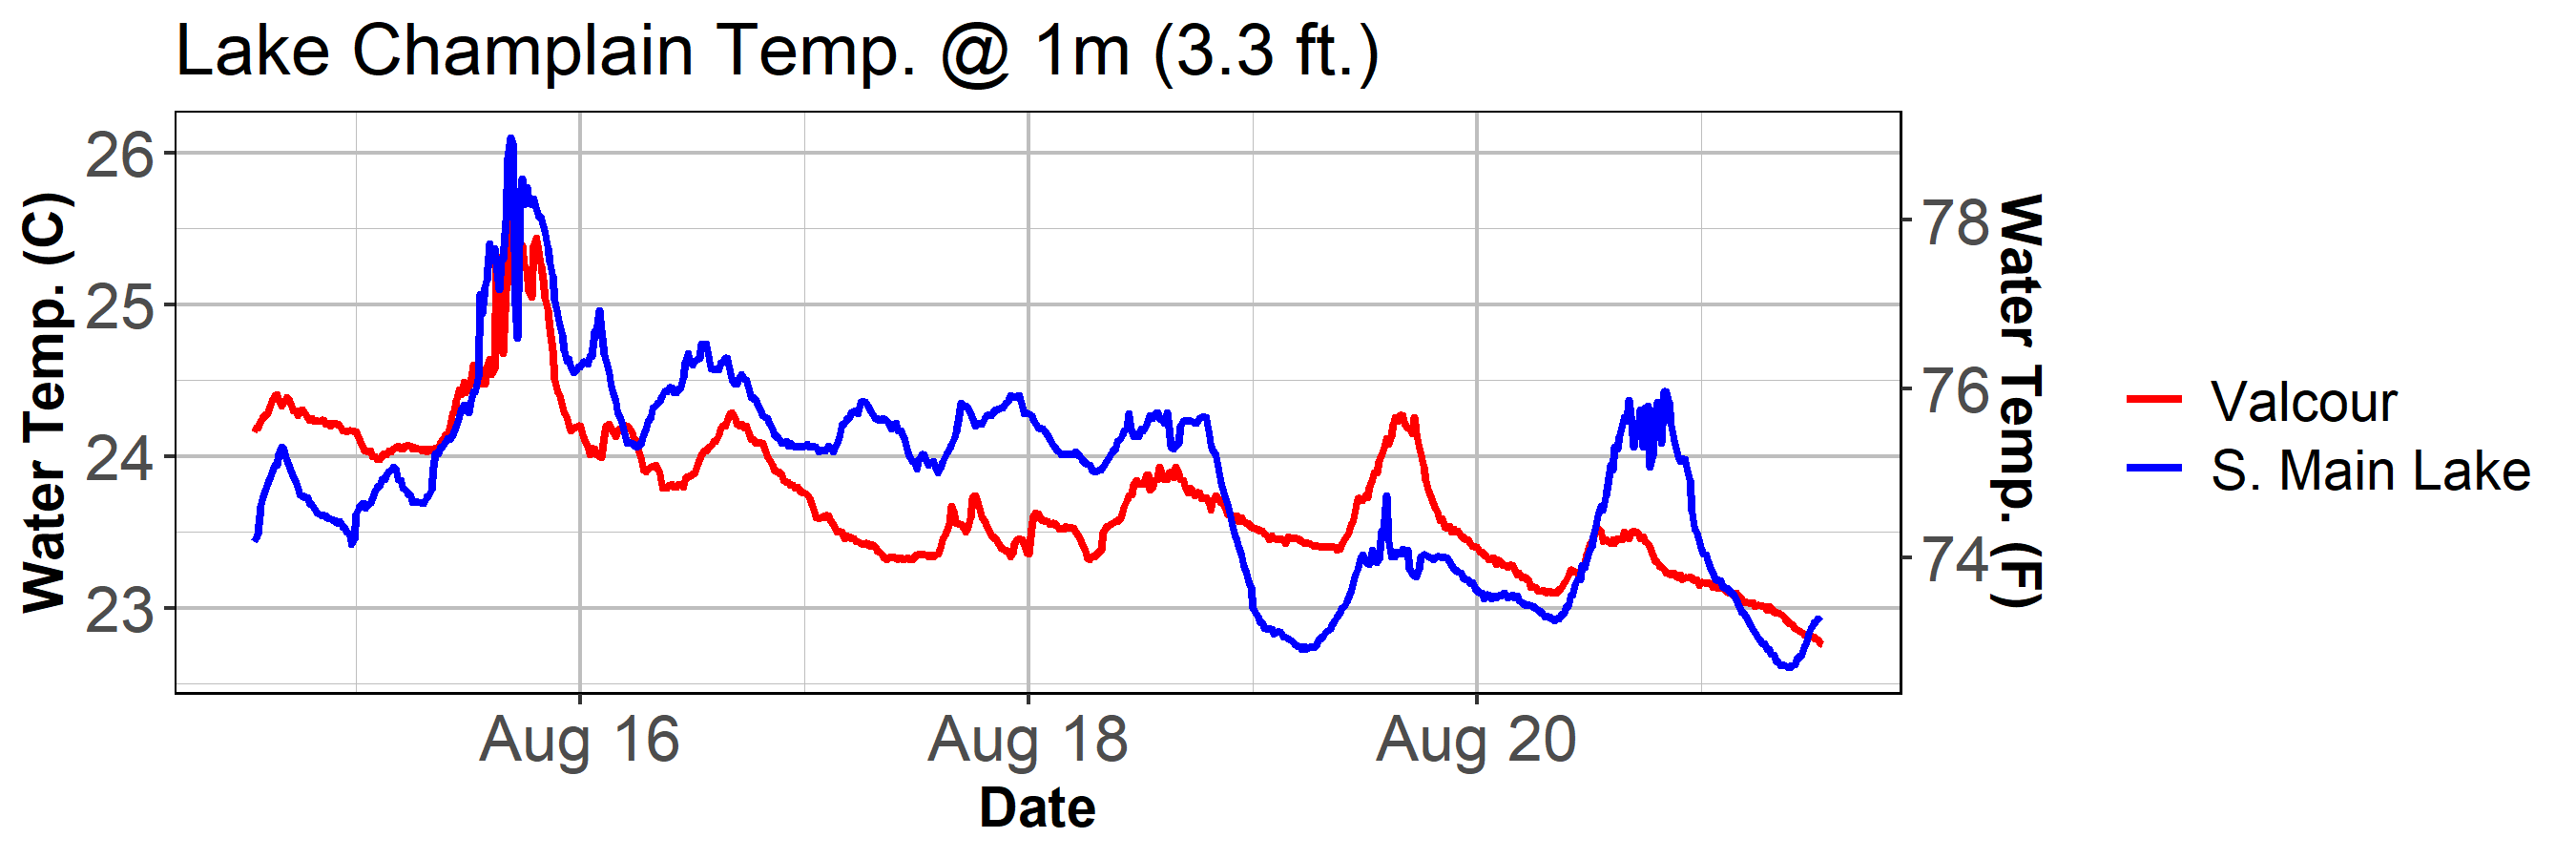 Lake Champlain Temp. @ 1m (3.3 ft.)
Water Temp. (C)
26
25
24
23
78
76
74
Water Temp. (F)
Aug 16
Aug 18
Aug 20
Date
Valcour
S. Main Lake